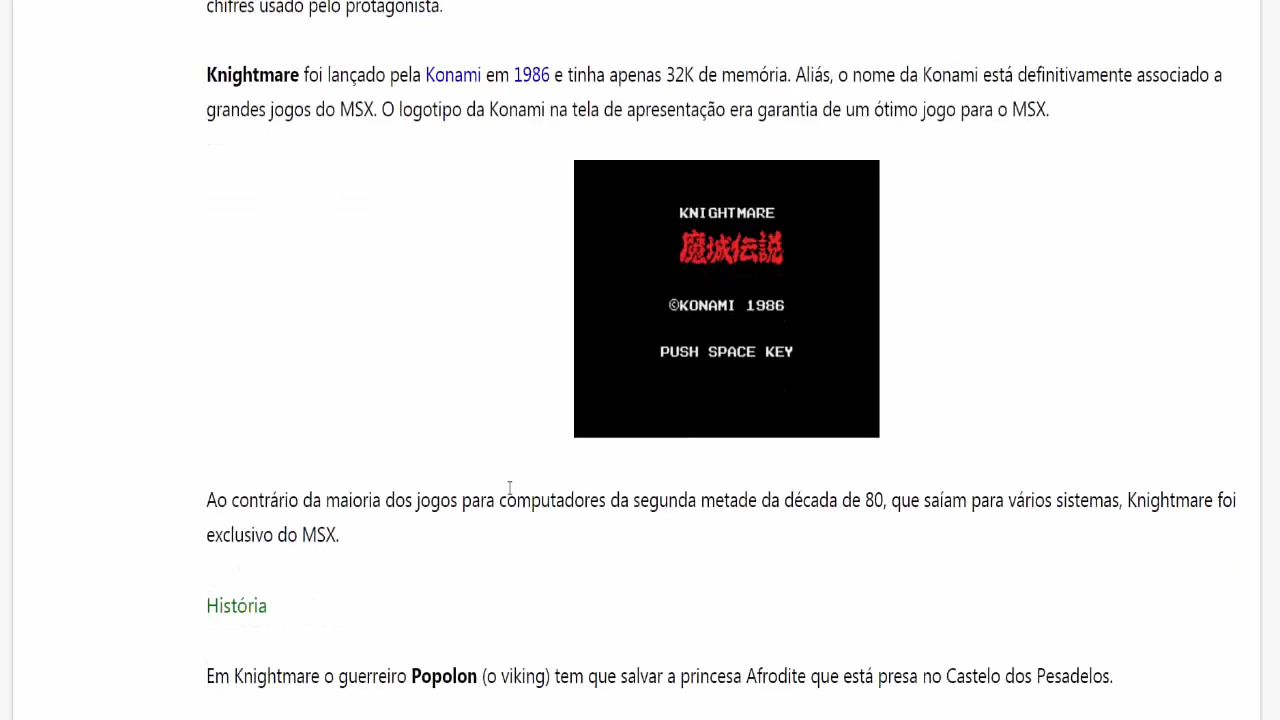 chifres usado pelo protagonista.
Knightmare foi lançado pela Konami em 1986 e tinha apenas 32K de memória. Aliás, o nome da Konami está definitivamente associado a
grandes jogos do MSX. O logotipo da Konami na tela de apresentação era garantia de um ótimo jogo para o MSX.
KNIGHTMARE
魔城伝説
©KONAMI 1986
PUSH SPACE KEY
Ao contrário da maioria dos jogos para computadores da segunda metade da década de 80, que saíam para vários sistemas, Knightmare foi
exclusivo do MSX.
História
Em Knightmare o guerreiro Popolon (o viking) tem que salvar a princesa Afrodite que está presa no Castelo dos Pesadelos.